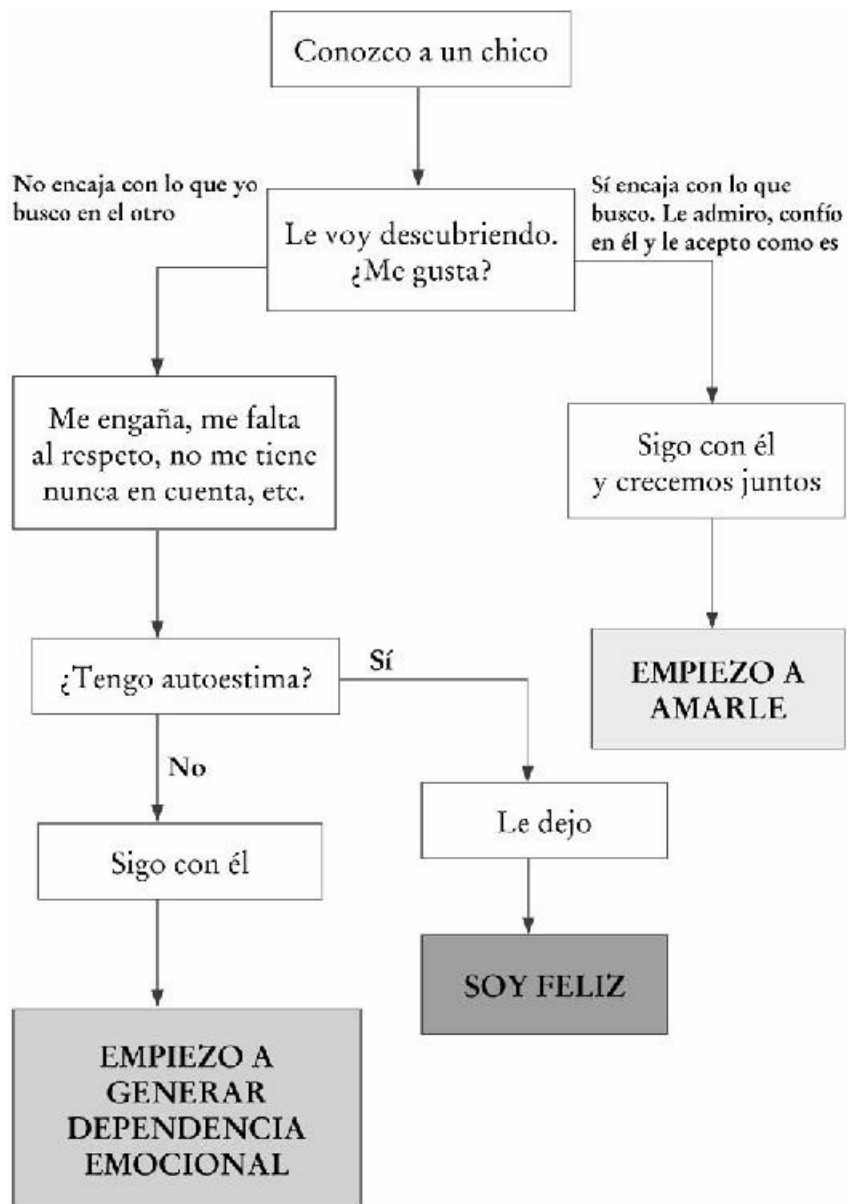 Conozco a un chico
No encaja con lo que yo
busco en el otro
Le voy descubriendo.
¿Me gusta?
Sí encaja con lo que
busco. Le admiro, confío
en él y le acepto como es
Me engaña, me falta
al respeto, no me tiene
nunca en cuenta, etc.
Sigo con él
y crecemos juntos
¿Tengo autoestima?
Sí
EMPIEZO A
AMARLE
No
Le dejo
Sigo con él
SOY FELIZ
EMPIEZO A
GENERAR
DEPENDENCIA
EMOCIONAL